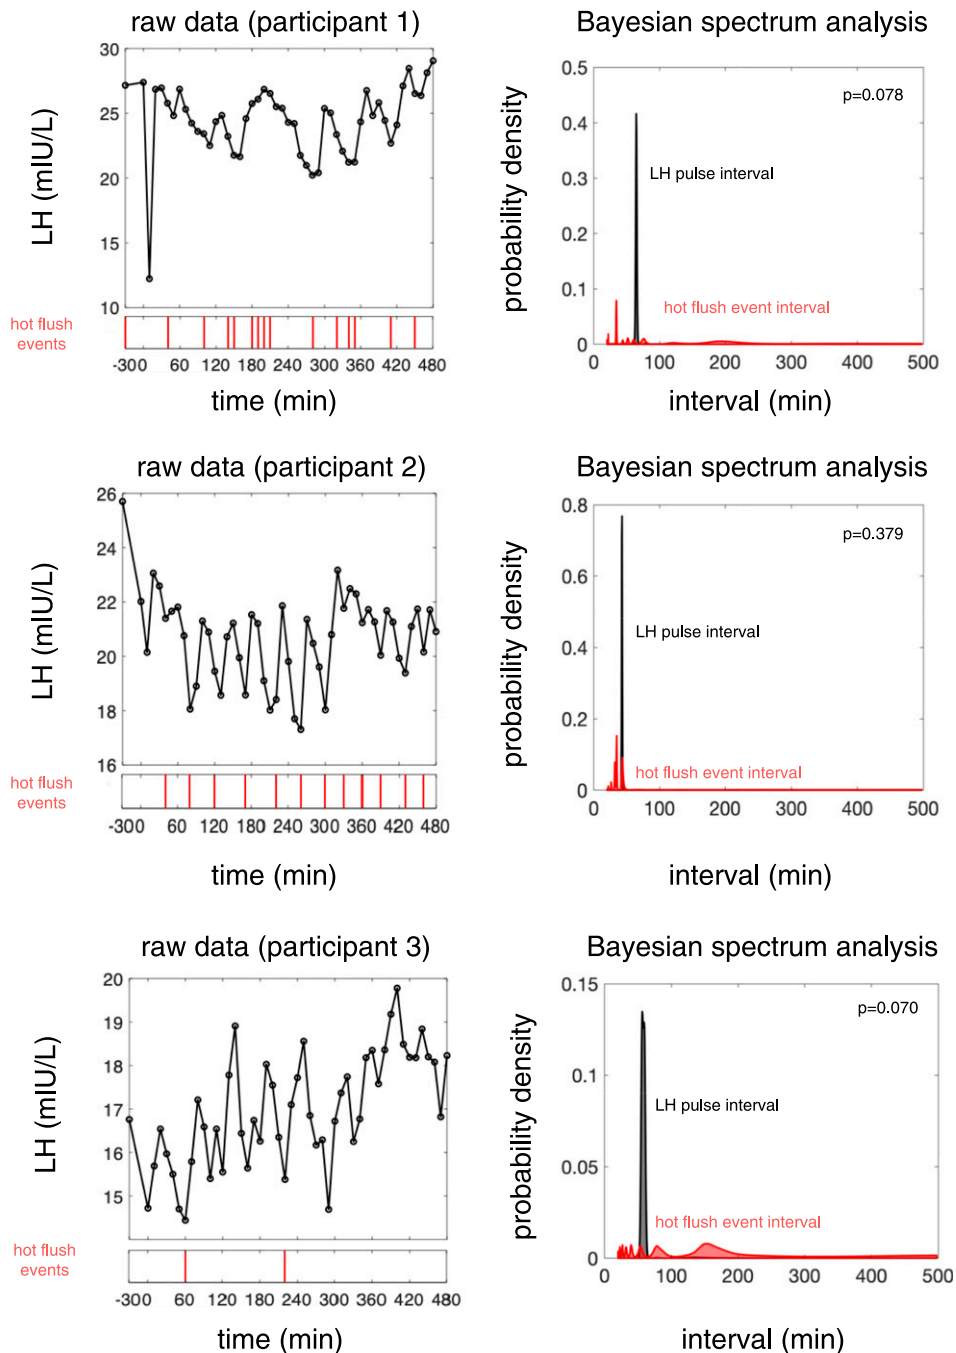 raw data (participant 1)
Bayesian spectrum analysis
LH (mIU/L)
30
25
20
15
10
hot flush
events
-300 60 120 180 240 300 360 420 480
time (min)
probability density
0.5
0.4
0.3
0.2
0.1
0
p=0.078
LH pulse interval
hot flush event interval
0 100 200 300 400 500
interval (min)
raw data (participant 2)
Bayesian spectrum analysis
LH (mIU/L)
26
24
22
20
18
16
hot flush
events
-300 60 120 180 240 300 360 420 480
time (min)
probability density
0.8
0.6
0.4
0.2
0
p=0.379
LH pulse interval
hot flush event interval
0 100 200 300 400 500
interval (min)
raw data (participant 3)
Bayesian spectrum analysis
LH (mIU/L)
20
19
18
17
16
15
hot flush
events
-300 60 120 180 240 300 360 420 480
time (min)
probability density
0.15
0.1
0.05
0
p=0.070
LH pulse interval
hot flush event interval
0 100 200 300 400 500
interval (min)